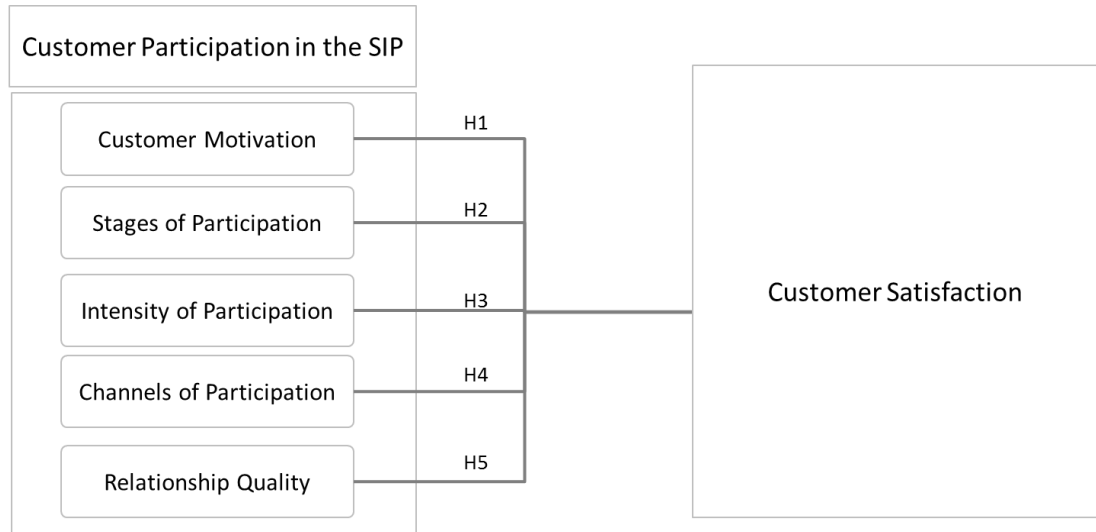 Customer Participation in the SIP
Customer Motivation
H1
Stages of Participation
H2
Intensity of Participation
H3
Channels of Participation
H4
Relationship Quality
H5
Customer Satisfaction